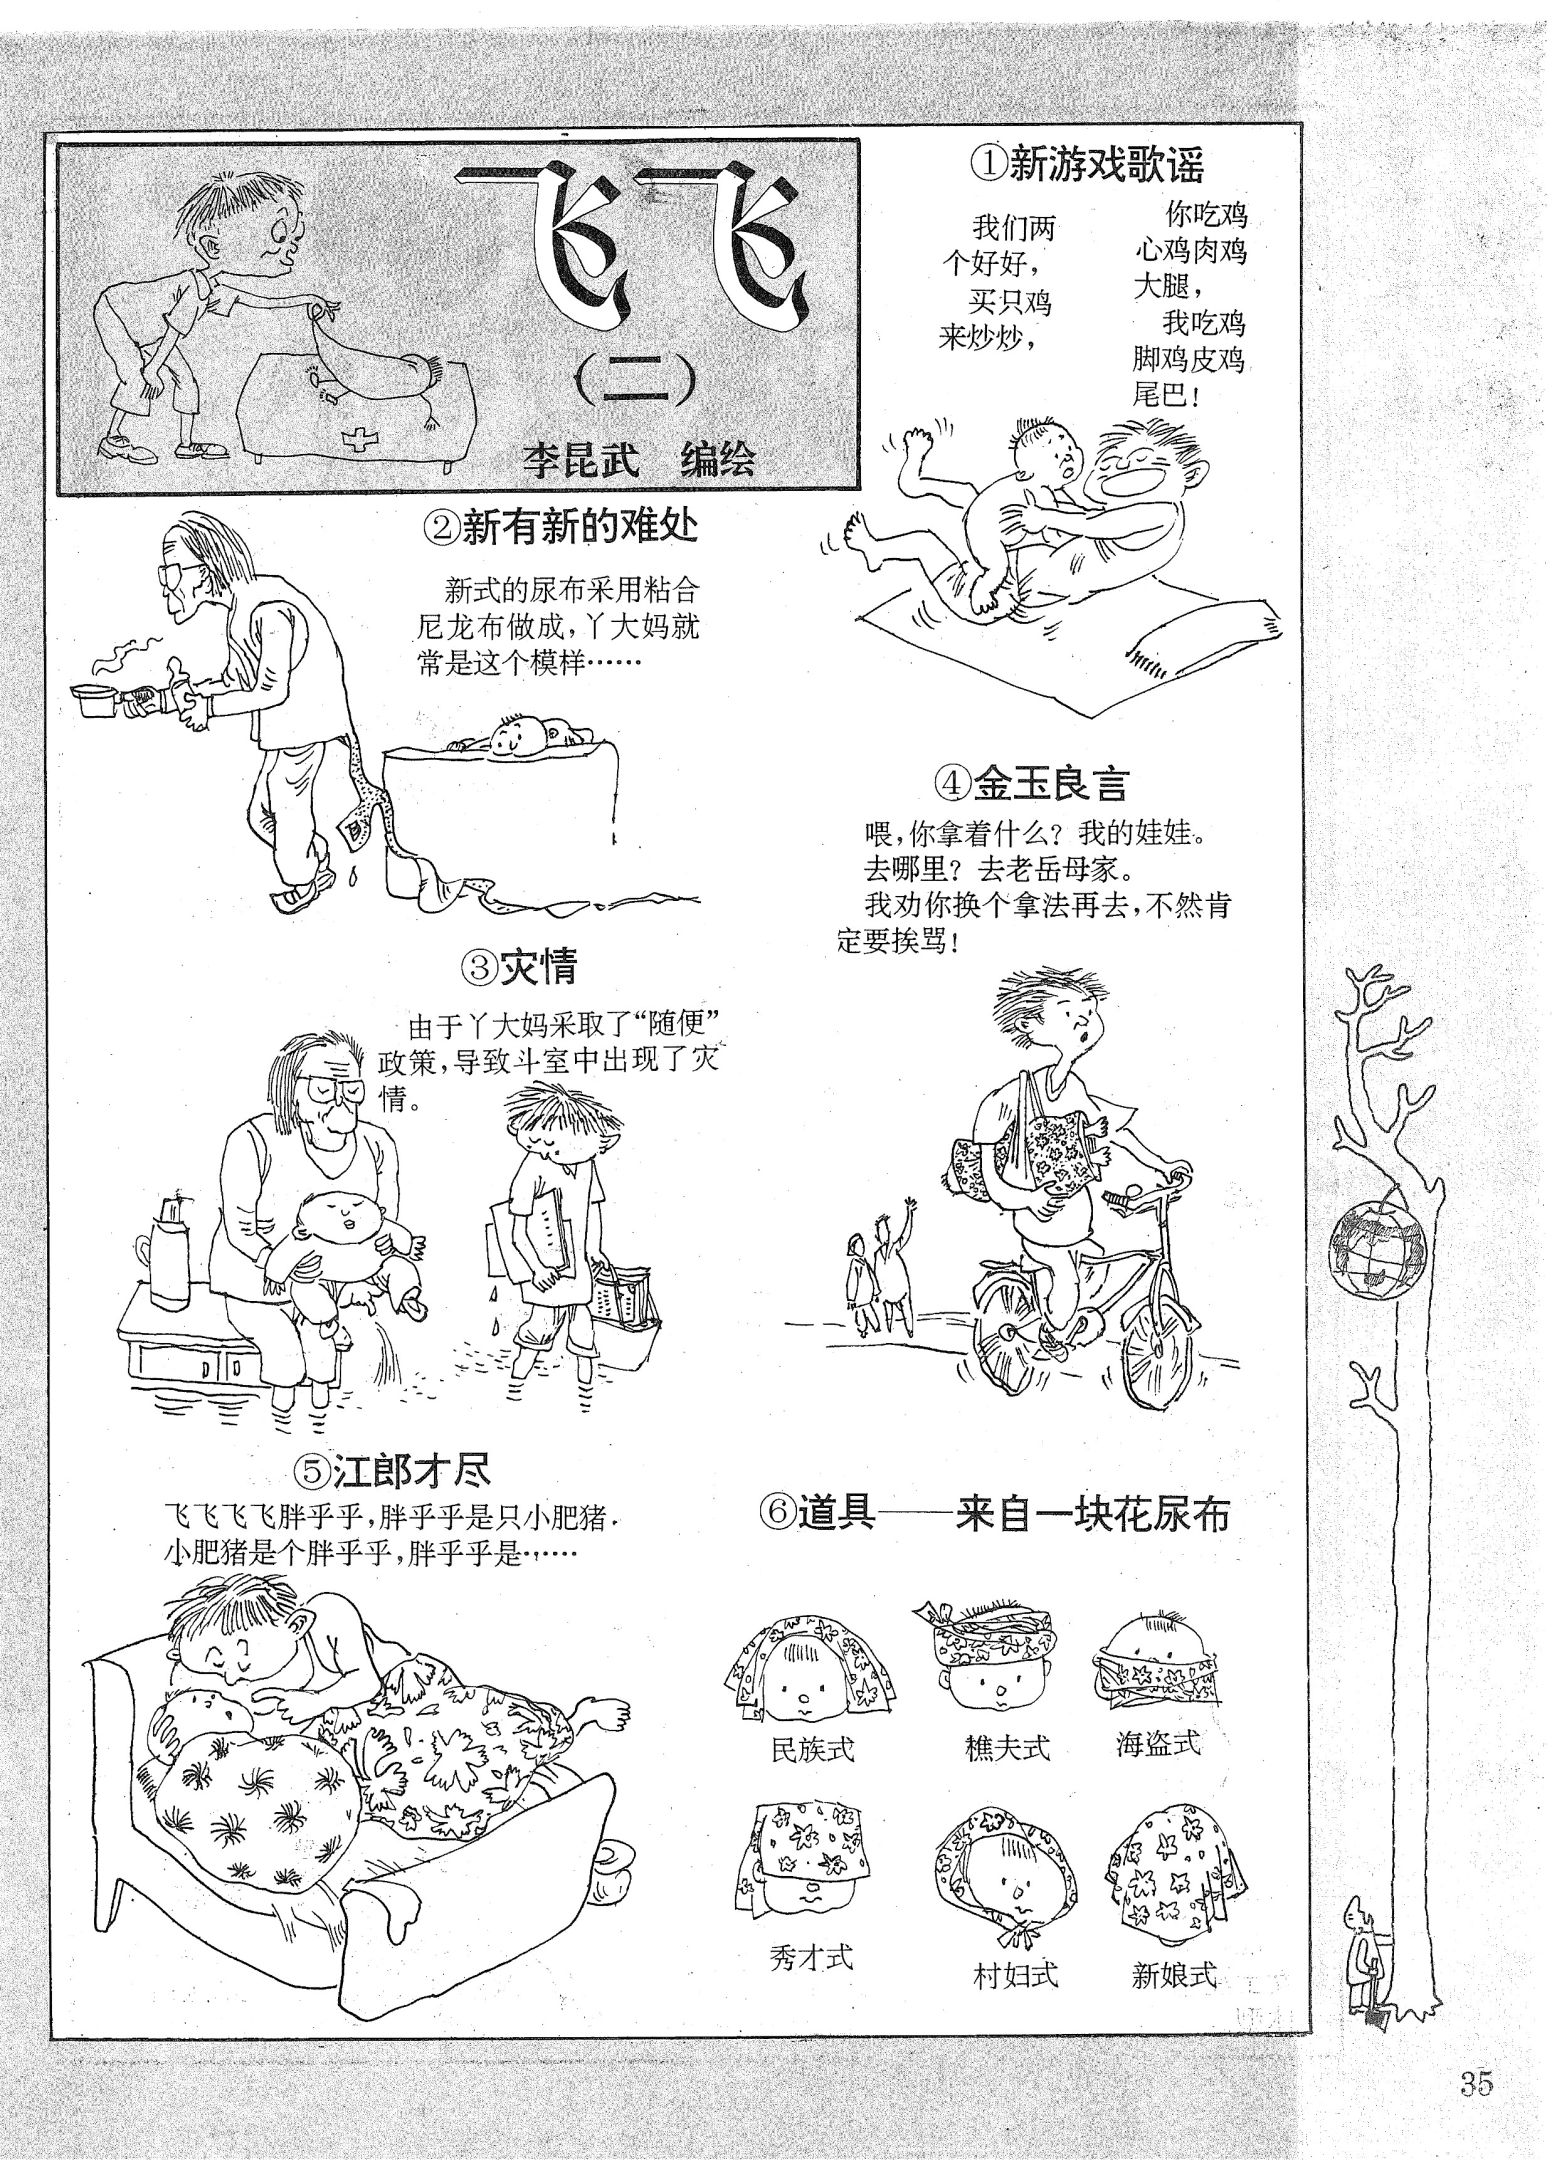 飞飞
(二)
李昆武 编绘
①新游戏歌谣
我们两
个好好，
买只鸡
来炒炒，
你吃鸡
心鸡肉鸡
大腿，
我吃鸡
脚鸡皮鸡
尾巴！
②新有新的难处
新式的尿布采用粘合
尼龙布做成，丫大妈就
常是这个模样……
③灾情
由于丫大妈采取了“随便”
政策，导致斗室中出现了灾
情。
④金玉良言
喂，你拿着什么？我的娃娃。
去哪里？去老岳母家。
我劝你换个拿法再去，不然肯
定要挨骂！
⑤江郎才尽
飞飞飞飞胖乎乎，胖乎乎是只小肥猪．
小肥猪是个胖乎乎，胖乎乎是……
⑥道具——来自一块花尿布
民族式
樵夫式
海盗式
秀才式
村妇式
新娘式
35